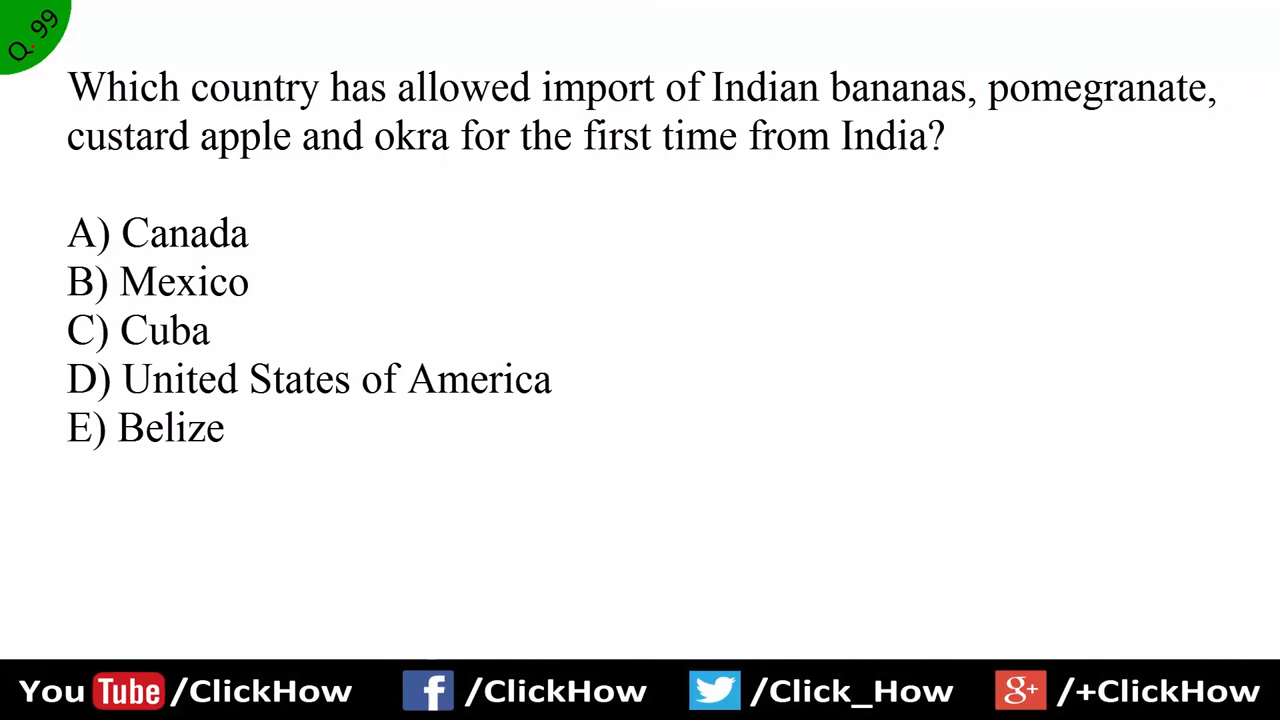 Q. 99
Which country has allowed import of Indian bananas, pomegranate,
custard apple and okra for the first time from India?
A) Canada
B) Mexico
C) Cuba
D) United States of America
E) Belize
You Tube /ClickHow f /ClickHow /Click_How g+ /+ClickHow